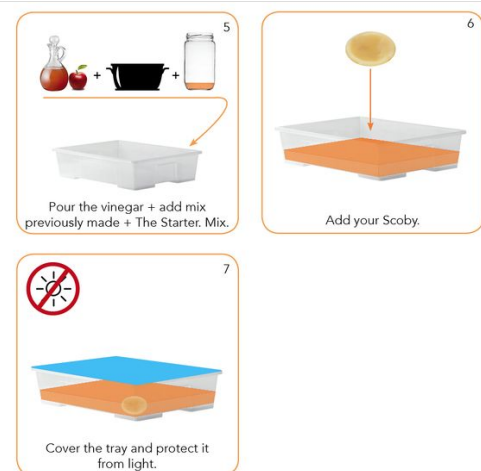 5
+
+
Pour the vinegar + add mix
previously made + The Starter. Mix.
6
Add your Scoby.
7
Cover the tray and protect it
from light.